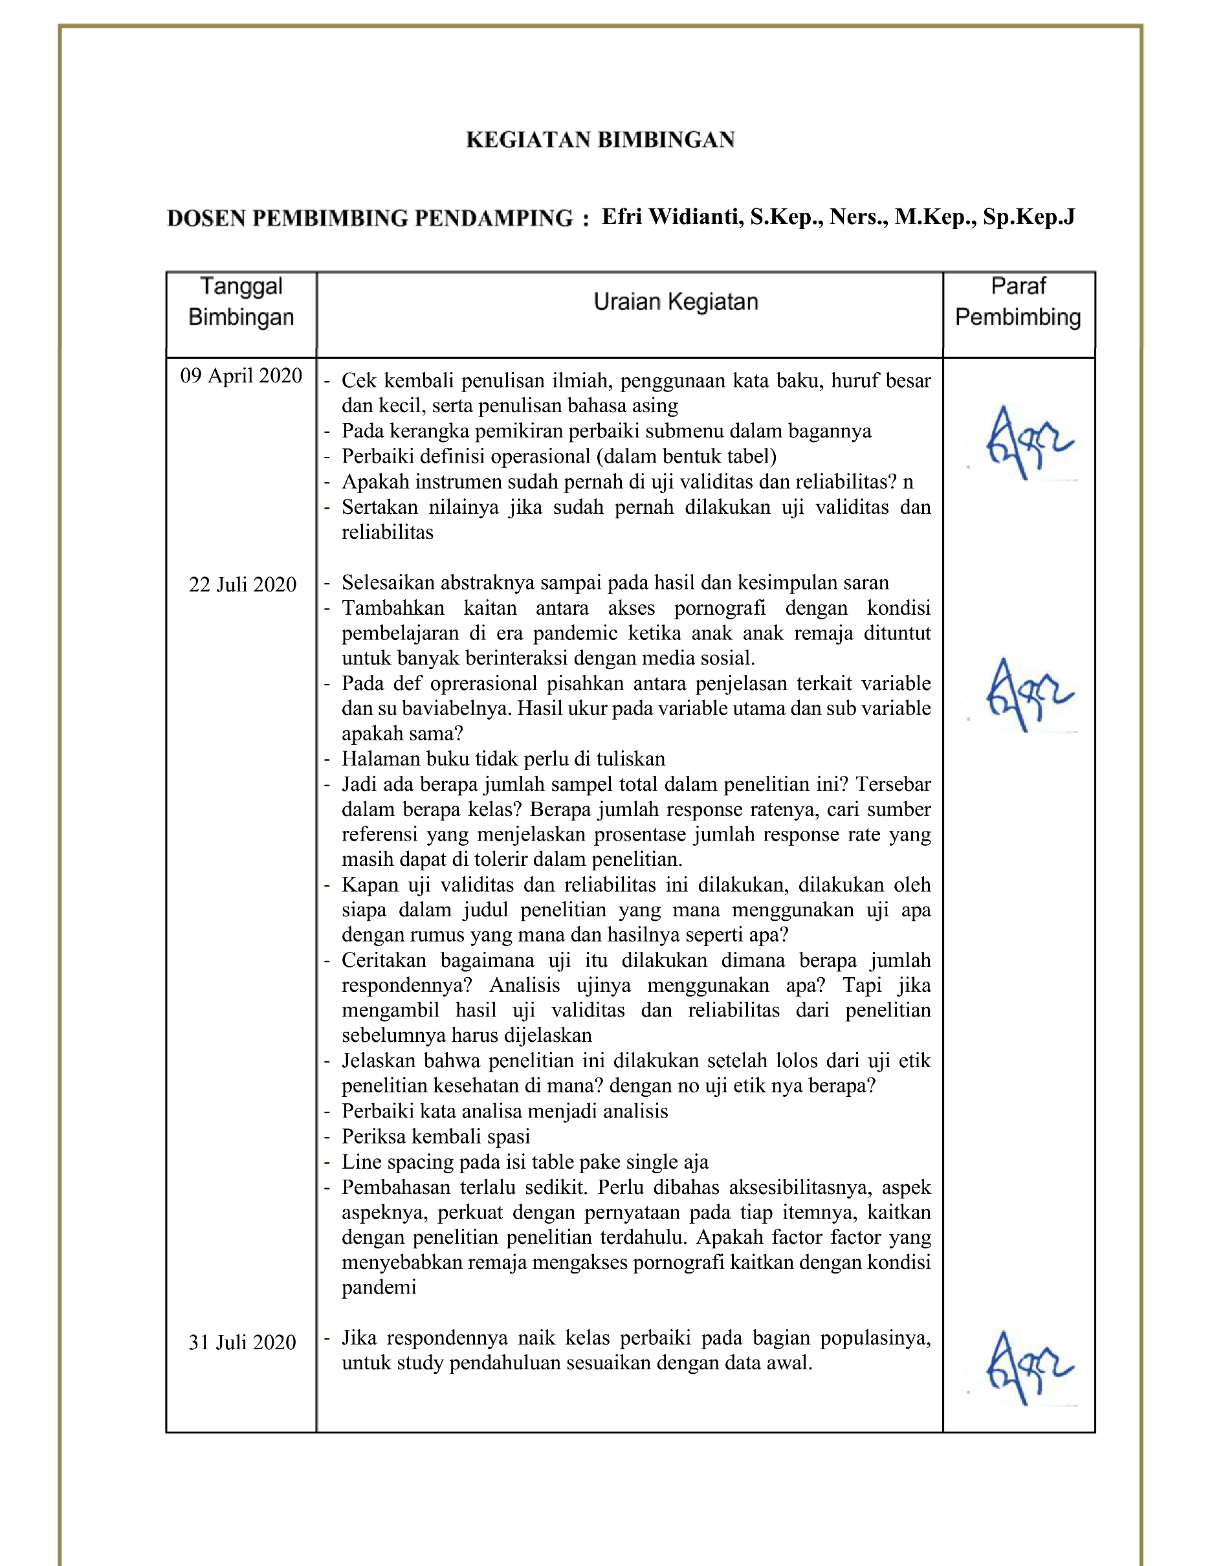 KEGIATAN BIMBINGAN
DOSEN PEMBIMBING PENDAMPING : Efri Widianti, S.Kep., Ners., M.Kep., Sp.Kep.J
Tanggal Bimbingan
Uraian Kegiatan
Paraf Pembimbing
09 April 2020
- Cek kembali penulisan ilmiah, penggunaan kata baku, huruf besar
dan kecil, serta penulisan bahasa asing
- Pada kerangka pemikiran perbaiki submenu dalam bagannya
- Perbaiki definisi operasional (dalam bentuk tabel)
- Apakah instrumen sudah pernah di uji validitas dan reliabilitas? n
- Sertakan nilainya jika sudah pernah dilakukan uji validitas dan
reliabilitas
22 Juli 2020
- Selesaikan abstraknya sampai pada hasil dan kesimpulan saran
- Tambahkan kaitan antara akses pornografi dengan kondisi
pembelajaran di era pandemic ketika anak anak remaja dituntut
untuk banyak berinteraksi dengan media sosial.
- Pada def oprerasional pisahkan antara penjelasan terkait variable
dan su baviabelnya. Hasil ukur pada variable utama dan sub variable
apakah sama?
- Halaman buku tidak perlu di tuliskan
- Jadi ada berapa jumlah sampel total dalam penelitian ini? Tersebar
dalam berapa kelas? Berapa jumlah response ratenya, cari sumber
referensi yang menjelaskan prosentase jumlah response rate yang
masih dapat di tolerir dalam penelitian.
- Kapan uji validitas dan reliabilitas ini dilakukan, dilakukan oleh
siapa dalam judul penelitian yang mana menggunakan uji apa
dengan rumus yang mana dan hasilnya seperti apa?
- Ceritakan bagaimana uji itu dilakukan dimana berapa jumlah
respondennya? Analisis ujinya menggunakan apa? Tapi jika
mengambil hasil uji validitas dan reliabilitas dari penelitian
sebelumnya harus dijelaskan
- Jelaskan bahwa penelitian ini dilakukan setelah lolos dari uji etik
penelitian kesehatan di mana? dengan no uji etik nya berapa?
- Perbaiki kata analisa menjadi analisis
- Periksa kembali spasi
- Line spacing pada isi table pake single aja
- Pembahasan terlalu sedikit. Perlu dibahas aksesibilitasnya, aspek
aspeknya, perkuat dengan pernyataan pada tiap itemnya, kaitkan
dengan penelitian penelitian terdahulu. Apakah factor factor yang
menyebabkan remaja mengakses pornografi kaitkan dengan kondisi
pandemi
31 Juli 2020
- Jika respondennya naik kelas perbaiki pada bagian populasinya,
untuk study pendahuluan sesuaikan dengan data awal.